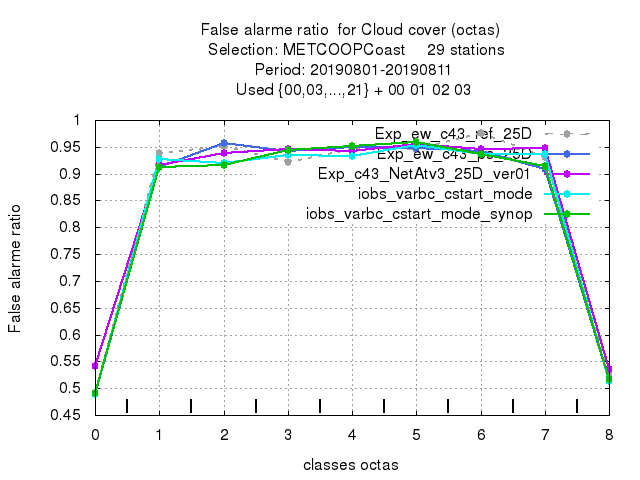 False alarme ratio  for Cloud cover (octas)
Selection: METCOOPCoast     29 stations
Period: 20190801-20190811
Used {00,03,...,21} + 00 01 02 03
Exp_ew_c43_ref_25D
Exp_c43_NetAtv3_25D_ver01
iobs_varbc_cstart_mode
iobs_varbc_cstart_mode_synop
False alarme ratio
1
0.95
0.9
0.85
0.8
0.75
0.7
0.65
0.6
0.55
0.5
0.45
0 1 2 3 4 5 6 7 8
classes octas